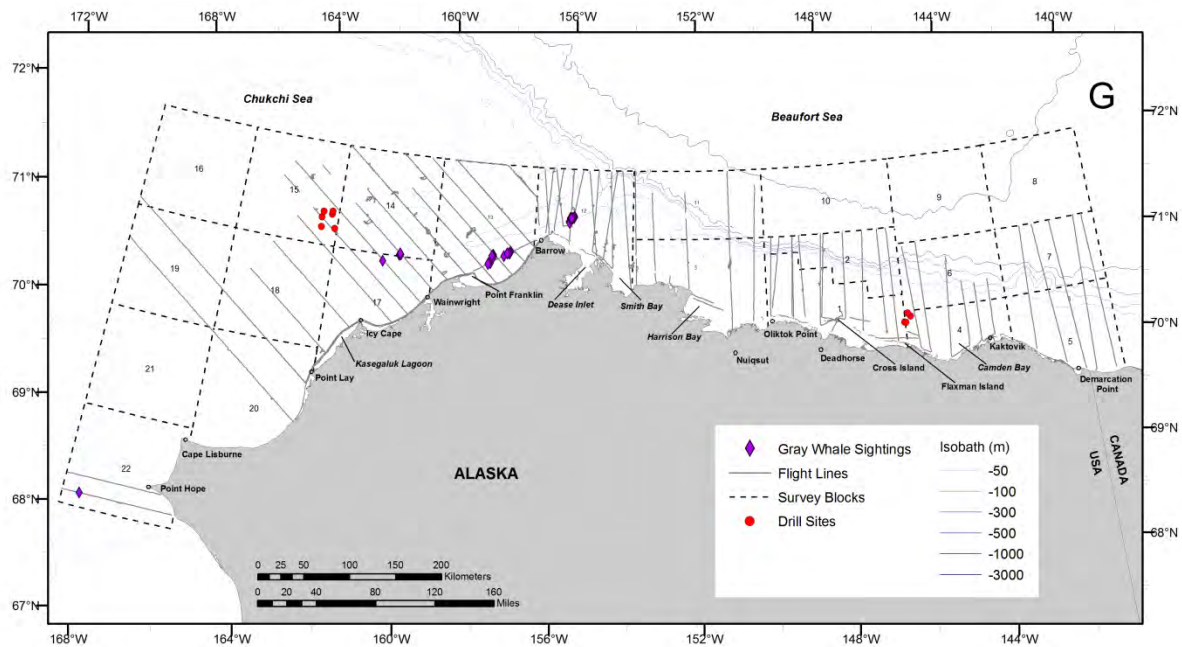 172°W 168°W 164°W 160°W 156°W 152°W 148°W 144°W 140°W
72°N
72°N
Chukchi Sea
Beaufort Sea
G
16
8
71°N
71°N
15
14
13
12
11
10
9
19
18
17
1
2
6
7
Barrow
70°N
70°N
Wainwright
Point Franklin
Dease Inlet
Smith Bay
Icy Cape
Kasegaluk Lagoon
Harrison Bay
Oliktok Point
4
Kaktovik
5
Nuiqsut
Deadhorse
Cross Island
Camden Bay
Flaxman Island
Demarcation
Point
21
20
Point Lay
69°N
69°N
Cape Lisburne
22
Point Hope
ALASKA
CANADA
USA
68°N
68°N
67°N
Gray Whale Sightings
Flight Lines
Survey Blocks
Drill Sites
Isobath (m)
-50
-100
-300
-500
-1000
-3000
0 25 50 100 150 200
Kilometers
0 20 40 80 120 160
Miles
168°W 164°W 160°W 156°W 152°W 148°W 144°W